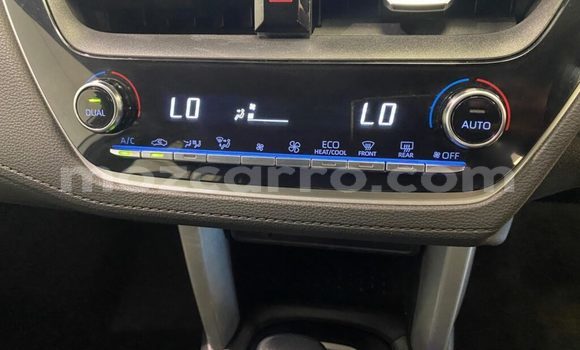 DUAL
LO
LO
AUTO
A/C
ECO
HEAT/COOL
FRONT
REAR
OFF
mozcarro.com